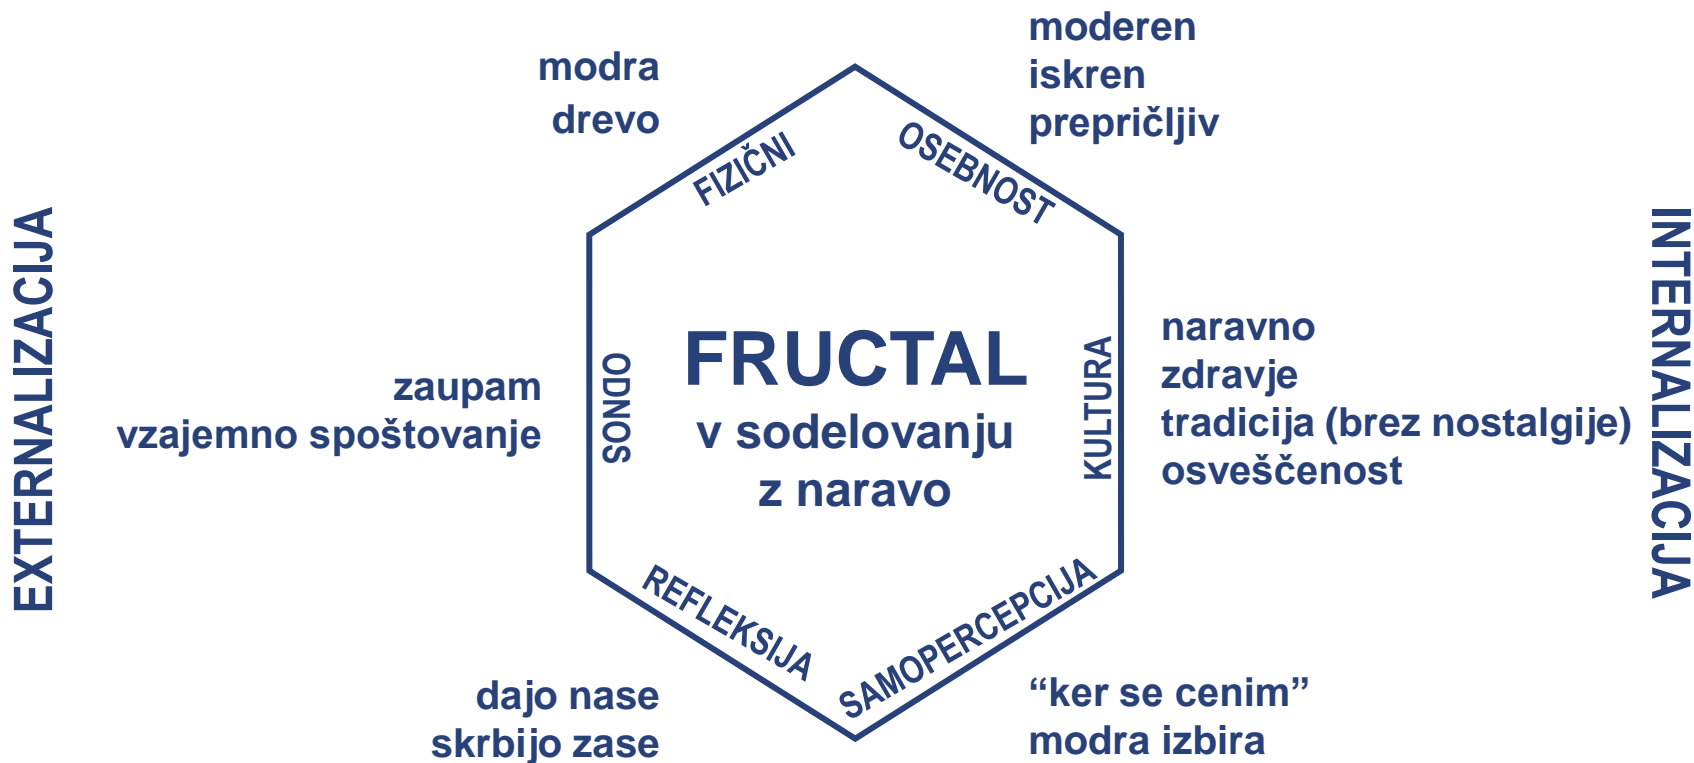 modra
drevo
moderen
iskren
prepričljiv
FIZIČNI
OSEBNOST
EXTERNALIZACIJA
INTERNALIZACIJA
zaupam
vzajemno spoštovanje
ODNOS
FRUCTAL
v sodelovanju
z naravo
KULTURA
naravno
zdravje
tradicija (brez nostalgije)
osveščenost
REFLEKSIJA
SAMOPERCEPCIJA
dajo nase
skrbijo zase
“ker se cenim”
modra izbira